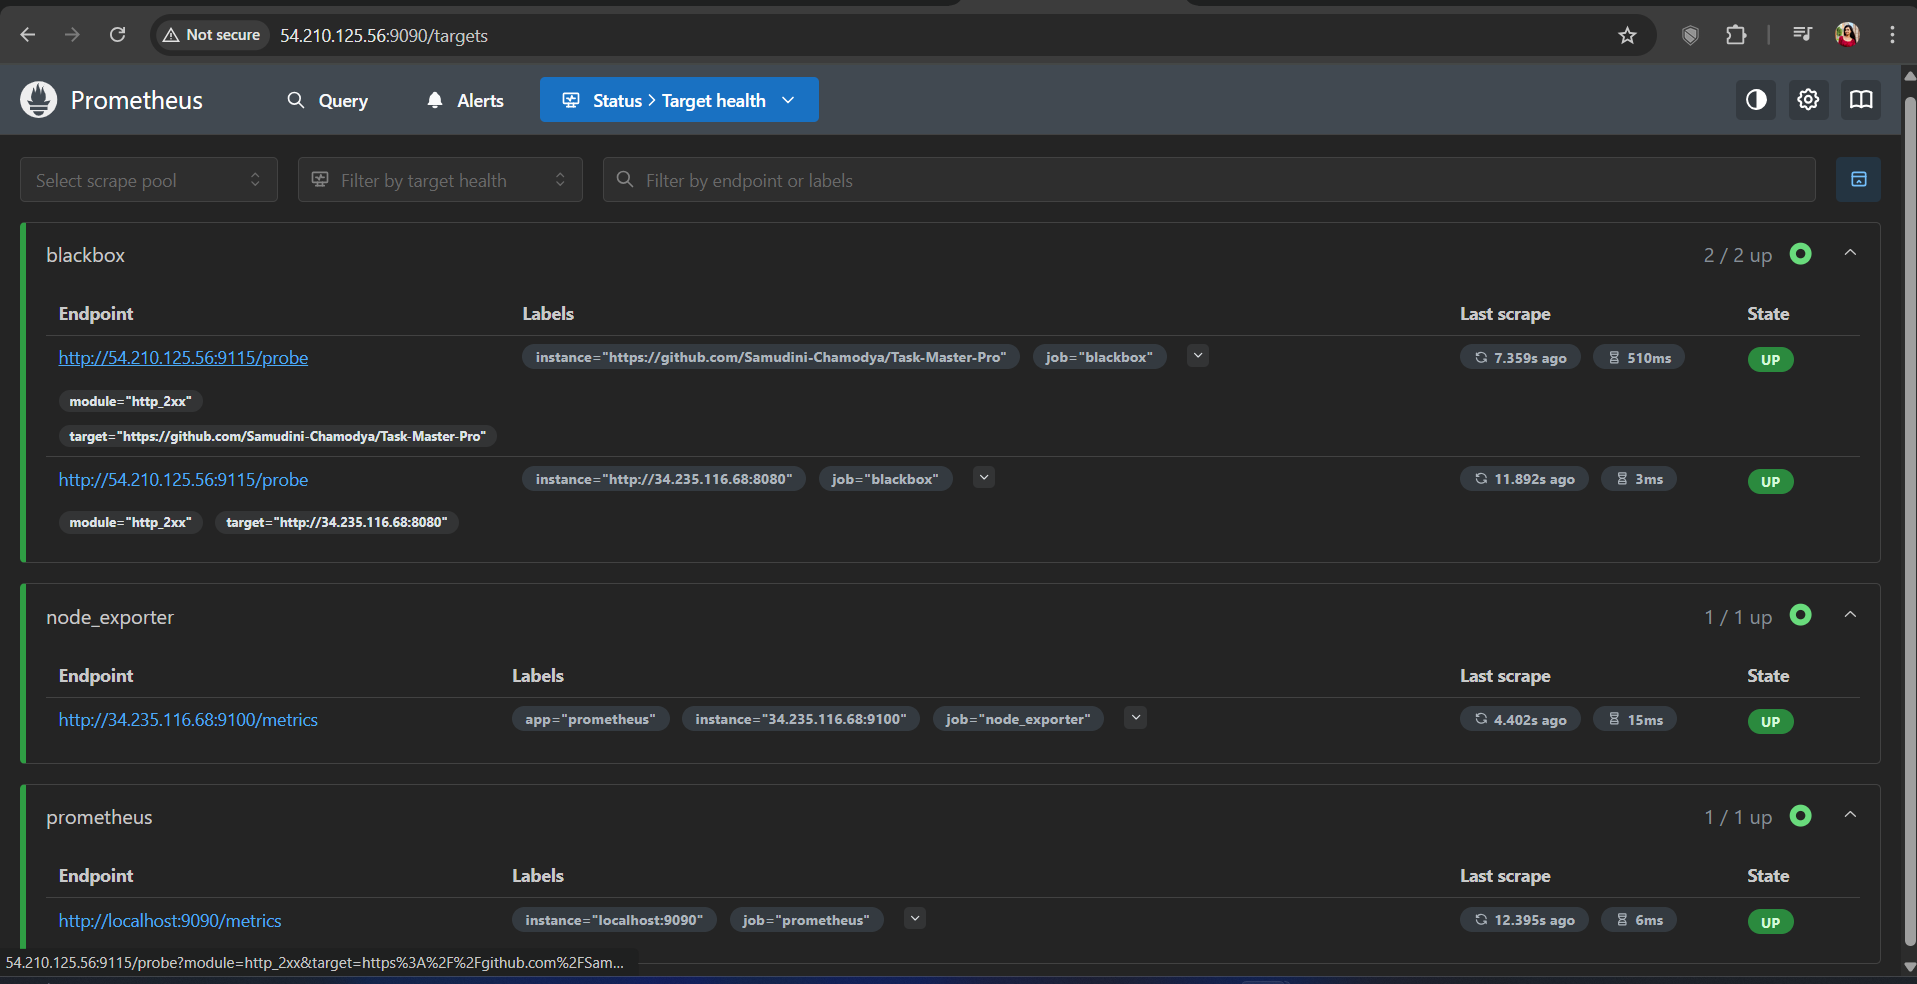 Not secure 54.210.125.56:9090/targets
Prometheus Query Alerts Status > Target health
Select scrape pool Filter by target health Filter by endpoint or labels
blackbox 2 / 2 up
Endpoint Labels Last scrape State
http://54.210.125.56:9115/probe instance="https://github.com/Samudini-Chamodya/Task-Master-Pro" job="blackbox" 7.359s ago 510ms UP
module="http_2xx"
target="https://github.com/Samudini-Chamodya/Task-Master-Pro"
http://54.210.125.56:9115/probe instance="http://34.235.116.68:8080" job="blackbox" 11.892s ago 3ms UP
module="http_2xx" target="http://34.235.116.68:8080"
node_exporter 1 / 1 up
Endpoint Labels Last scrape State
http://34.235.116.68:9100/metrics app="prometheus" instance="34.235.116.68:9100" job="node_exporter" 4.402s ago 15ms UP
prometheus 1 / 1 up
Endpoint Labels Last scrape State
http://localhost:9090/metrics instance="localhost:9090" job="prometheus" 12.395s ago 6ms UP
54.210.125.56:9115/probe?module=http_2xx&target=https%3A%2F%2Fgithub.com%2FSam...